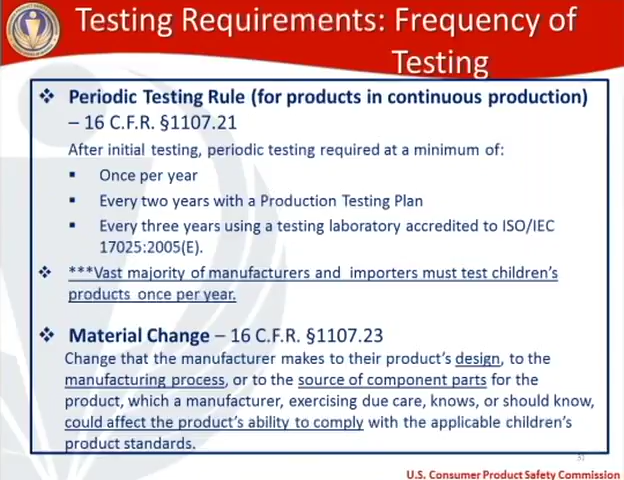 Testing Requirements: Frequency of
Testing
Periodic Testing Rule (for products in continuous production)
– 16 C.F.R. §1107.21
After initial testing, periodic testing required at a minimum of:
Once per year
Every two years with a Production Testing Plan
Every three years using a testing laboratory accredited to ISO/IEC
17025:2005(E).
***Vast majority of manufacturers and importers must test children's
products once per year.
Material Change – 16 C.F.R. §1107.23
Change that the manufacturer makes to their product's design, to the
manufacturing process, or to the source of component parts for the
product, which a manufacturer, exercising due care, knows, or should know,
could affect the product's ability to comply with the applicable children's
product standards.
U.S. Consumer Product Safety Commission